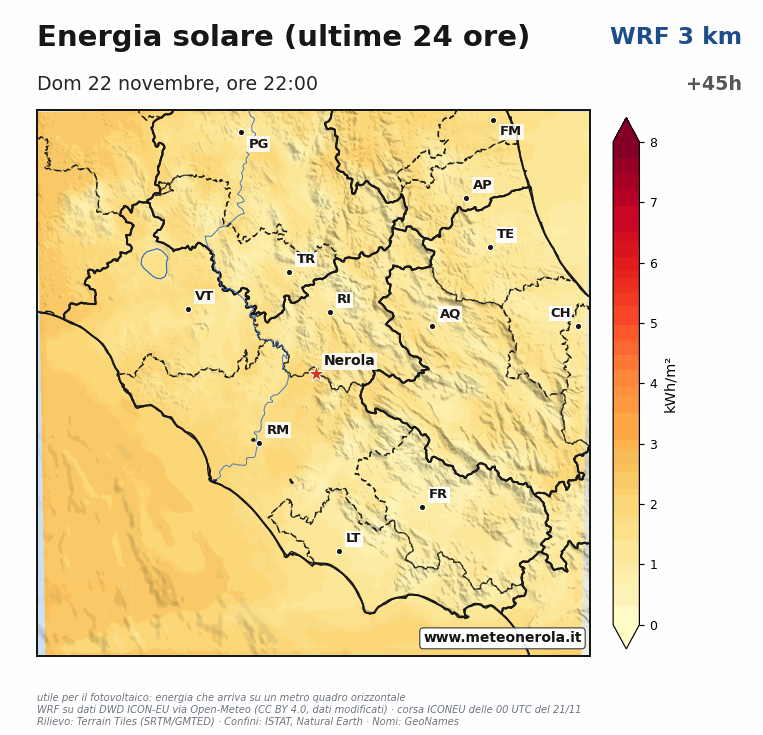 Energia solare (ultime 24 ore)
WRF 3 km
Dom 22 novembre, ore 22:00
+45h
FM
PG
AP
TE
TR
VT
RI
AQ
CH
Nerola
RM
FR
LT
www.meteonerola.it
8
7
6
5
4
3
2
1
0
kWh/m²
utile per il fotovoltaico: energia che arriva su un metro quadro orizzontale
WRF su dati DWD ICON-EU via Open-Meteo (CC BY 4.0, dati modificati) · corsa ICONEU delle 00 UTC del 21/11
Rilievo: Terrain Tiles (SRTM/GMTED) · Confini: ISTAT, Natural Earth · Nomi: GeoNames